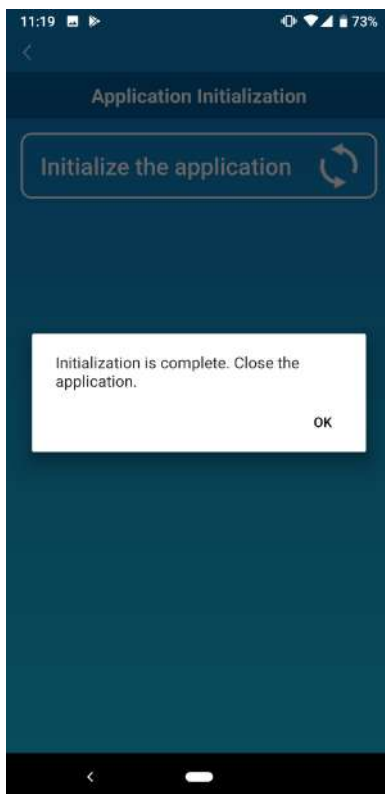 11:19 73%
Application Initialization
Initialize the application
Initialization is complete. Close the
application.
OK